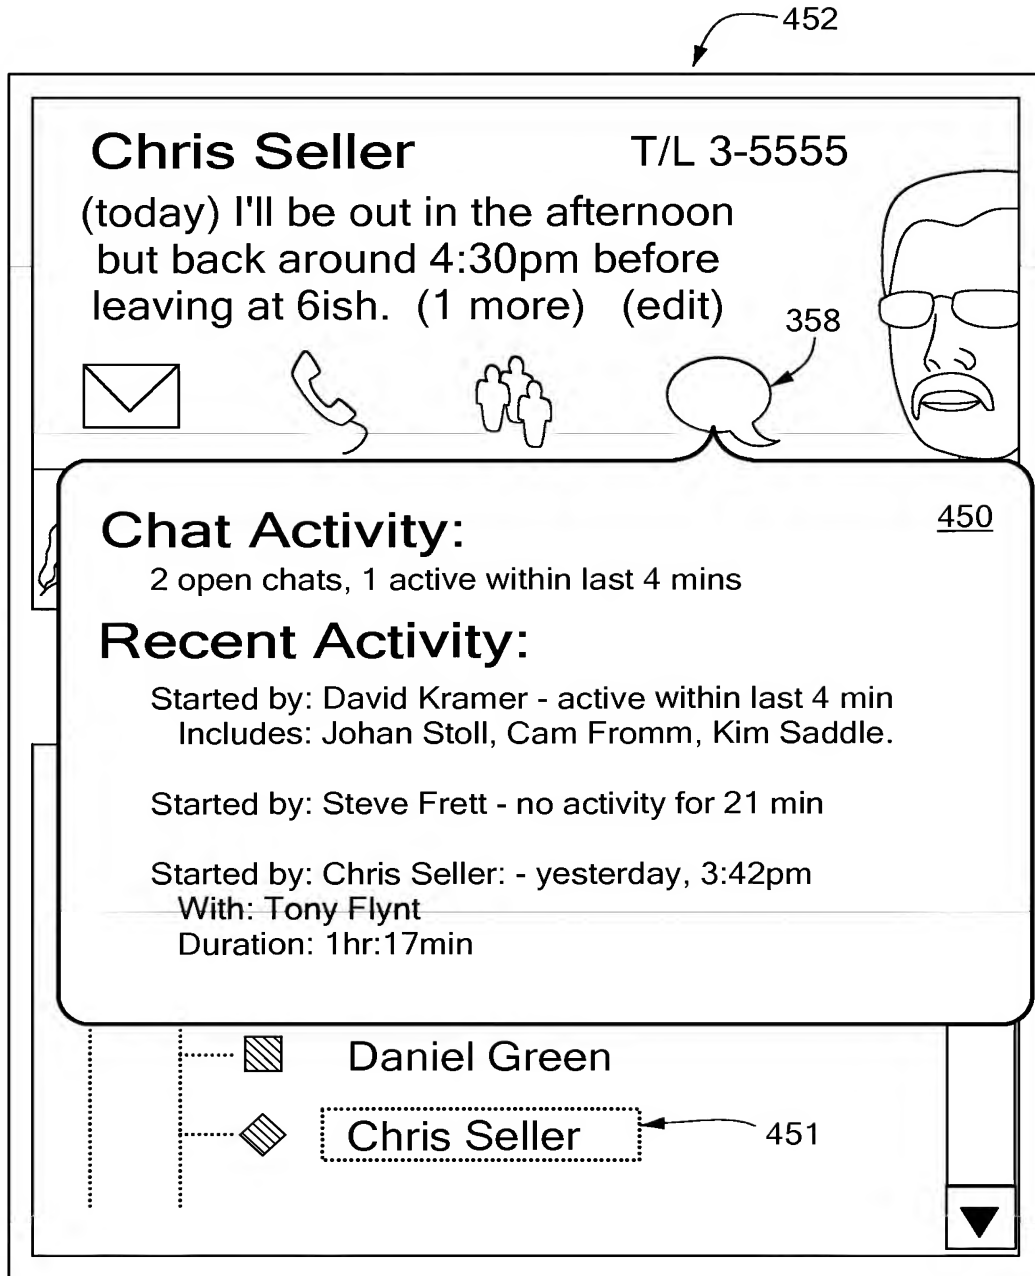 452
Chris Seller T/L 3-5555
(today) I'll be out in the afternoon
but back around 4:30pm before
leaving at 6ish. (1 more) (edit)
358
450
Chat Activity:
2 open chats, 1 active within last 4 mins
Recent Activity:
Started by: David Kramer - active within last 4 min
Includes: Johan Stoll, Cam Fromm, Kim Saddle.
Started by: Steve Frett - no activity for 21 min
Started by: Chris Seller: - yesterday, 3:42pm
With: Tony Flynt
Duration: 1hr:17min
Daniel Green
Chris Seller 451